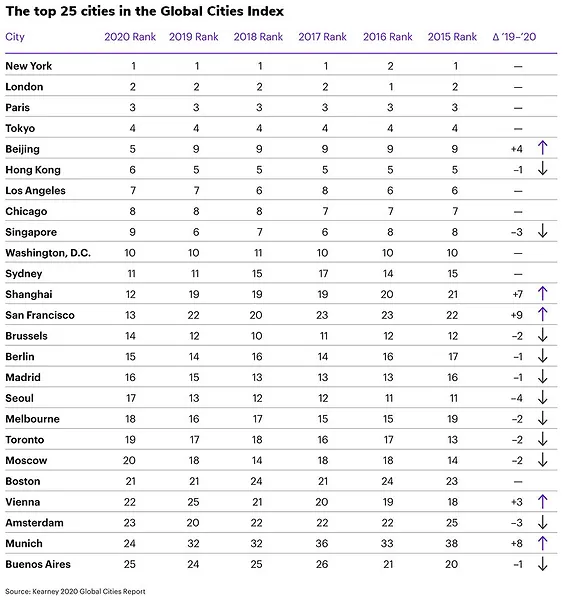 The top 25 cities in the Global Cities Index
City 2020 Rank 2019 Rank 2018 Rank 2017 Rank 2016 Rank 2015 Rank Δ '19–'20
New York 1 1 1 1 2 1 —
London 2 2 2 2 1 2 —
Paris 3 3 3 3 3 3 —
Tokyo 4 4 4 4 4 4 —
Beijing 5 9 9 9 9 9 +4 ↑
Hong Kong 6 5 5 5 5 5 –1 ↓
Los Angeles 7 7 6 8 6 6 —
Chicago 8 8 8 7 7 7 —
Singapore 9 6 7 6 8 8 –3 ↓
Washington, D.C. 10 10 11 10 10 10 —
Sydney 11 11 15 17 14 15 —
Shanghai 12 19 19 19 20 21 +7 ↑
San Francisco 13 22 20 23 23 22 +9 ↑
Brussels 14 12 10 11 12 12 –2 ↓
Berlin 15 14 16 14 16 17 –1 ↓
Madrid 16 15 13 13 13 16 –1 ↓
Seoul 17 13 12 12 11 11 –4 ↓
Melbourne 18 16 17 15 15 19 –2 ↓
Toronto 19 17 18 16 17 13 –2 ↓
Moscow 20 18 14 18 18 14 –2 ↓
Boston 21 21 24 21 24 23 —
Vienna 22 25 21 20 19 18 +3 ↑
Amsterdam 23 20 22 22 22 25 –3 ↓
Munich 24 32 32 36 33 38 +8 ↑
Buenos Aires 25 24 25 26 21 20 –1 ↓
Source: Kearney 2020 Global Cities Report